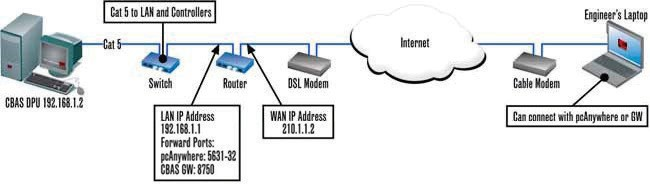 Cat 5 to LAN and Controllers
Engineer's Laptop
Cat 5
Internet
Switch
Router
DSL Modem
Cable Modem
CBAS DPU 192.168.1.2
LAN IP Address
192.168.1.1
Forward Ports:
pcAnywhere: 5631-32
CBAS GW: 8750
WAN IP Address
210.1.1.2
Can connect with pcAnywhere or GW